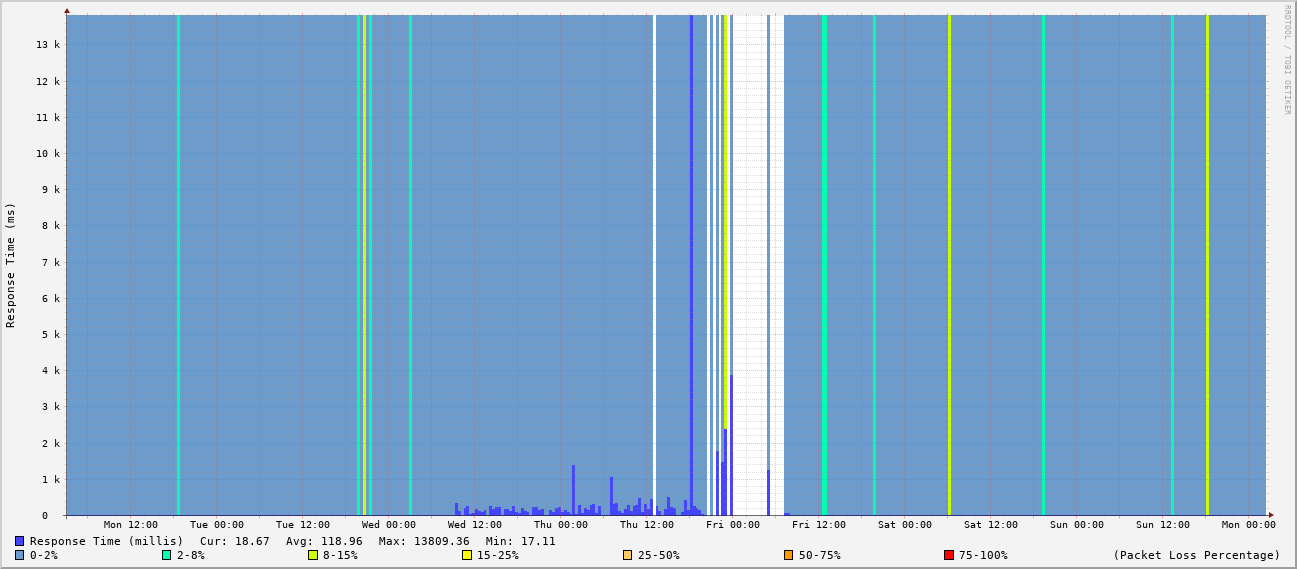 RRDTOOL / TOBI OETIKER
Response Time (ms)
13 k
12 k
11 k
10 k
9 k
8 k
7 k
6 k
5 k
4 k
3 k
2 k
1 k
0
Mon 12:00 Tue 00:00 Tue 12:00 Wed 00:00 Wed 12:00 Thu 00:00 Thu 12:00 Fri 00:00 Fri 12:00 Sat 00:00 Sat 12:00 Sun 00:00 Sun 12:00 Mon 00:00
Response Time (millis) Cur: 18.67 Avg: 118.96 Max: 13809.36 Min: 17.11
0-2% 2-8% 8-15% 15-25% 25-50% 50-75% 75-100% (Packet Loss Percentage)